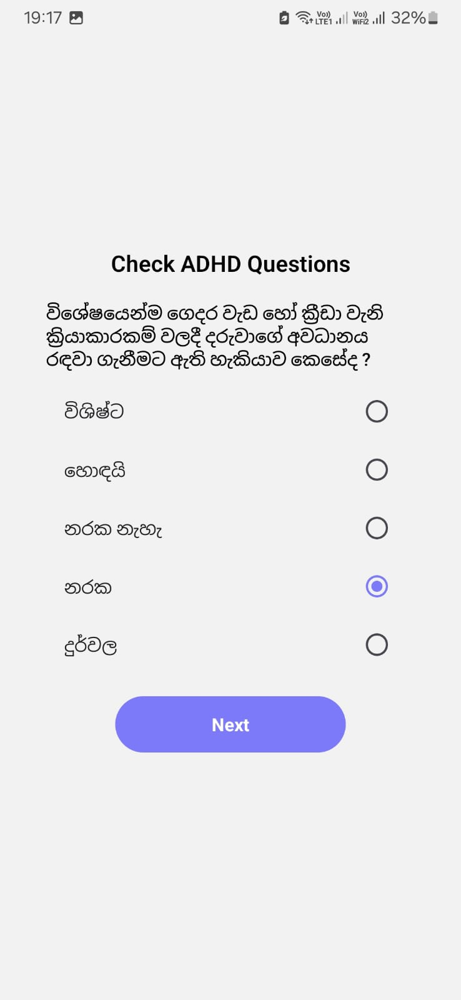 19:17
Vo)) LTE1 Vo)) WiFi2 32%
Check ADHD Questions
විශේෂයෙන්ම ගෙදර වැඩ හෝ ක්‍රීඩා වැනි
ක්‍රියාකාරකම් වලදී දරුවාගේ අවධානය
රඳවා ගැනීමට ඇති හැකියාව කෙසේද ?
විශිෂ්ට
හොඳයි
නරක නැහැ
නරක
දුර්වල
Next